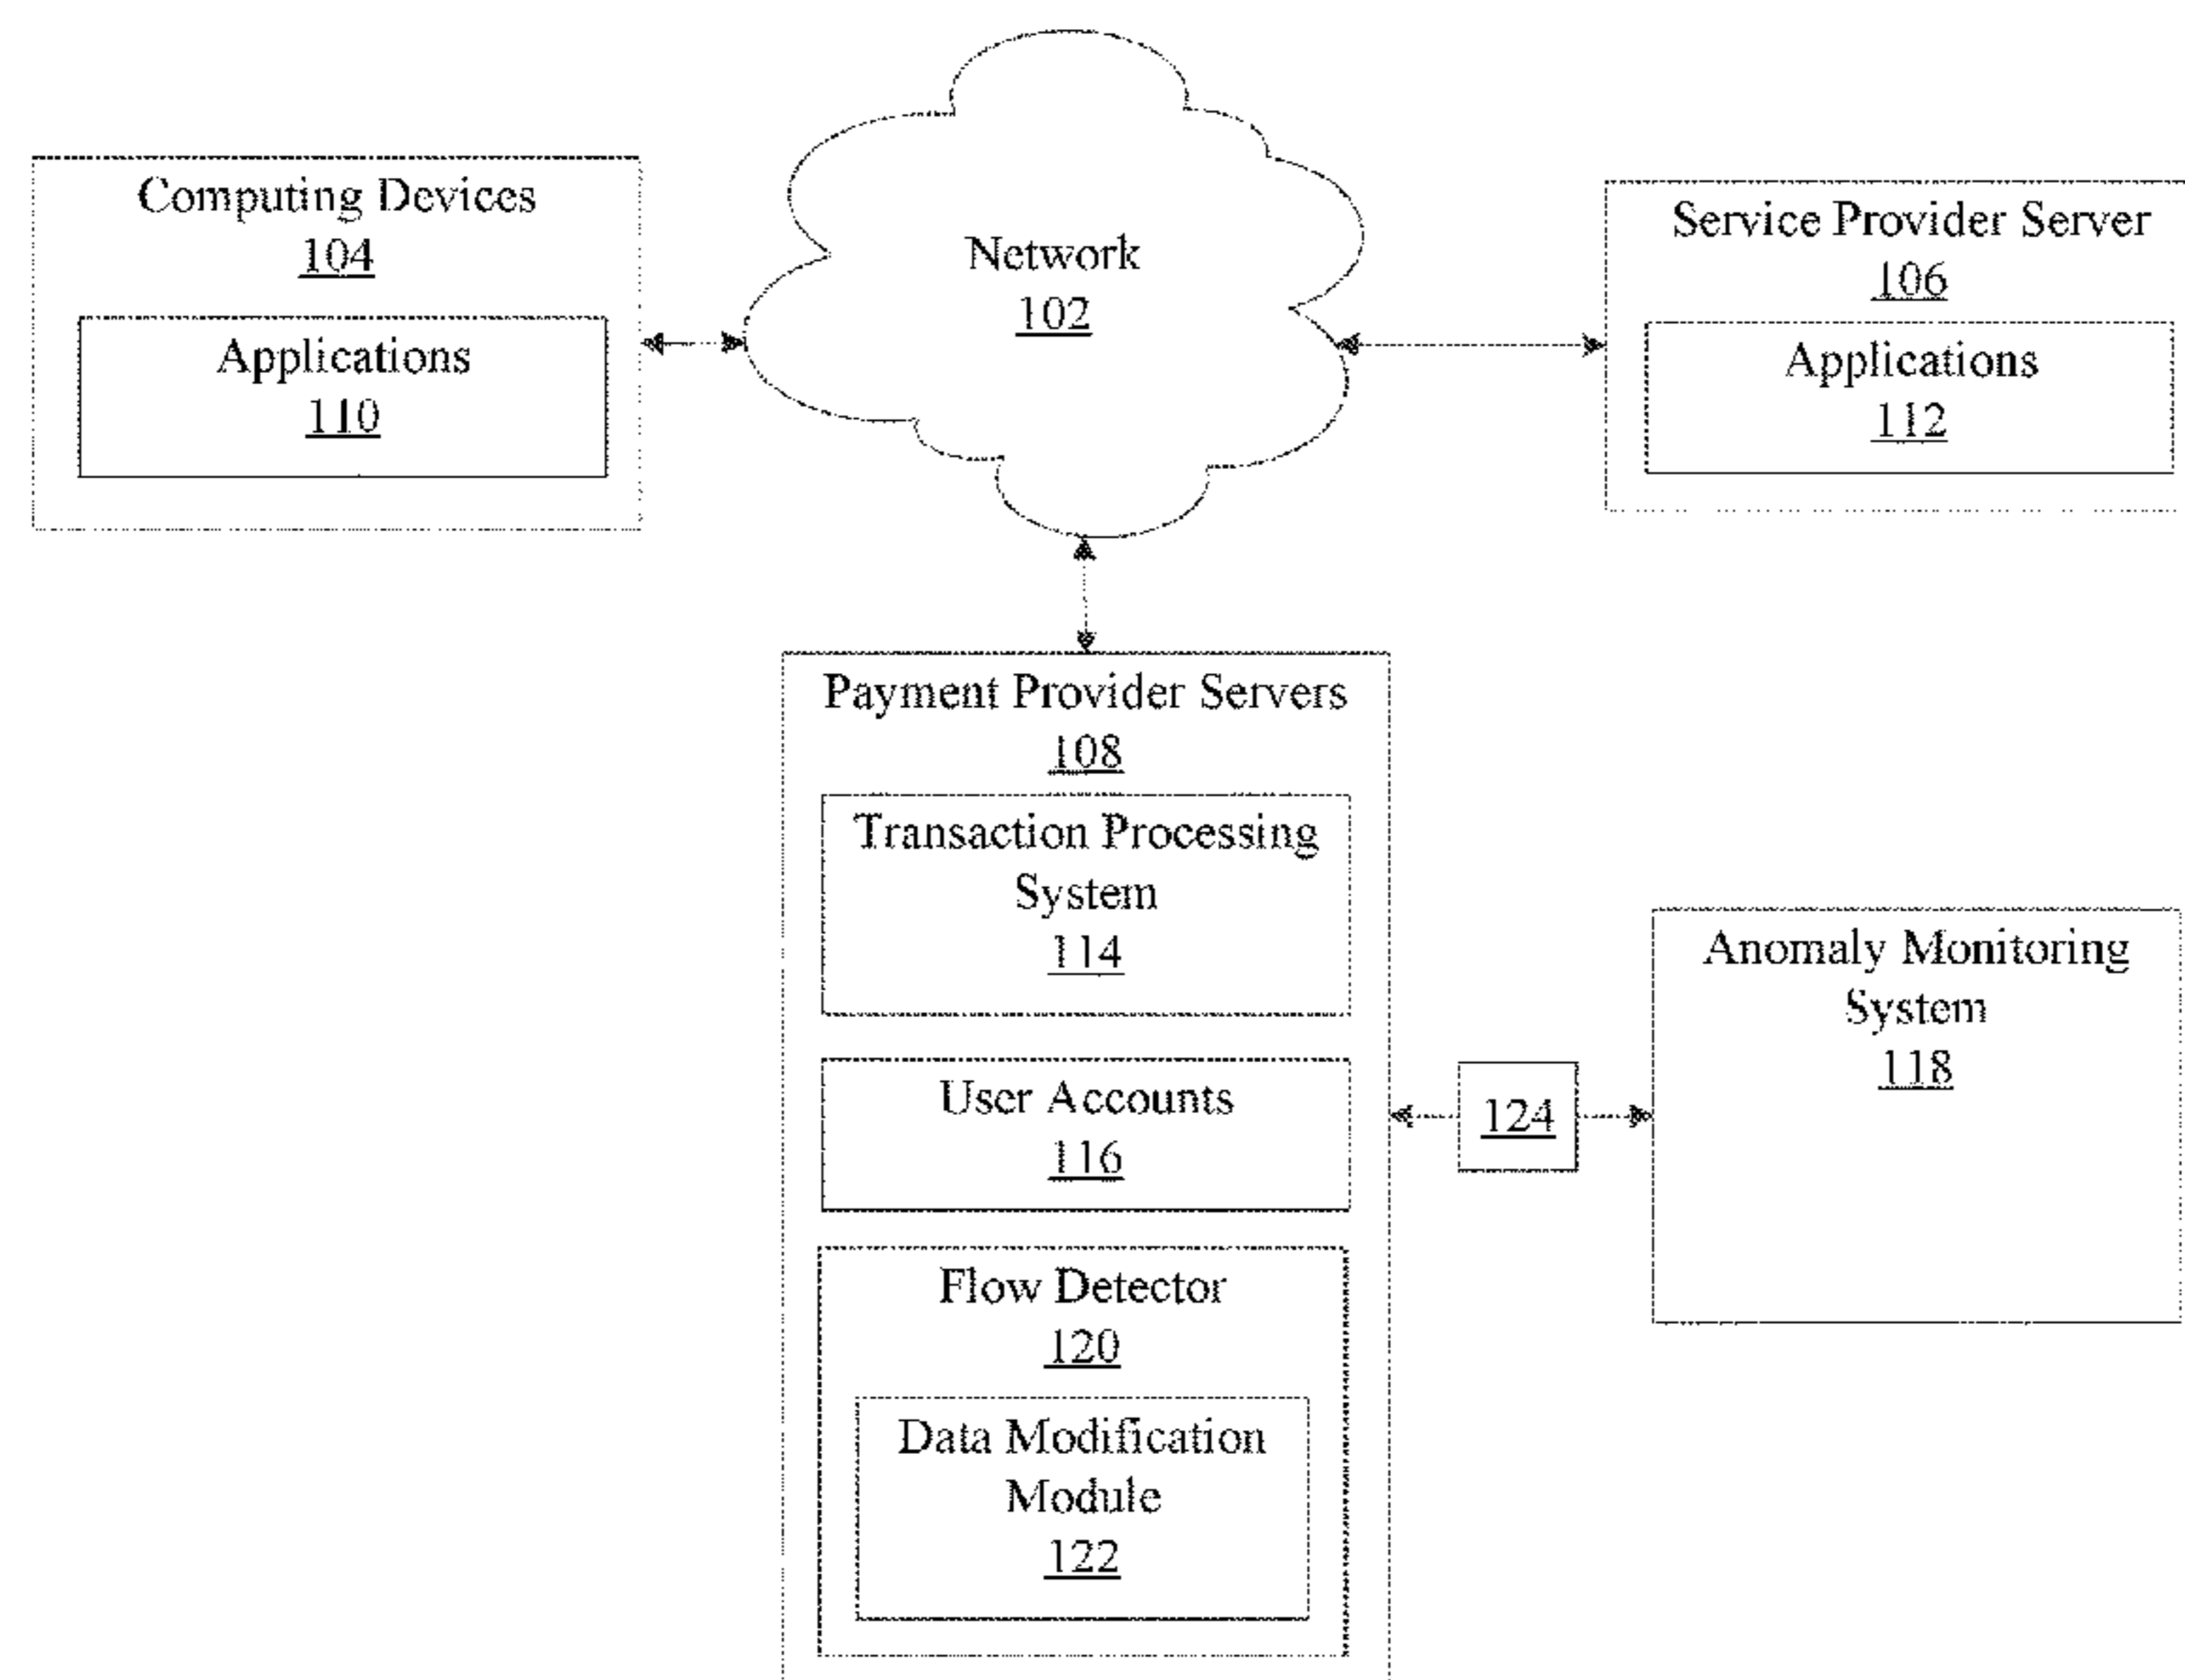 Computing Devices
104
Applications
110
Network
102
Service Provider Server
106
Applications
112
Payment Provider Servers
108
Transaction Processing
System
114
User Accounts
116
Flow Detector
120
Data Modification
Module
122
124
Anomaly Monitoring
System
118